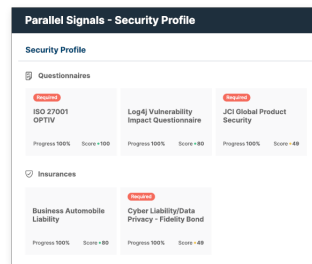 Parallel Signals - Security Profile
Security Profile
Questionnaires
Required
Required
ISO 27001
OPTIV
Log4j Vulnerability
Impact Questionnaire
JCI Global Product
Security
Progress 100% Score • 100
Progress 100% Score • 80
Progress 100% Score • 49
Insurances
Required
Business Automobile
Liability
Cyber Liability/Data
Privacy - Fidelity Bond
Progress 100% Score • 80
Progress 100% Score • 49